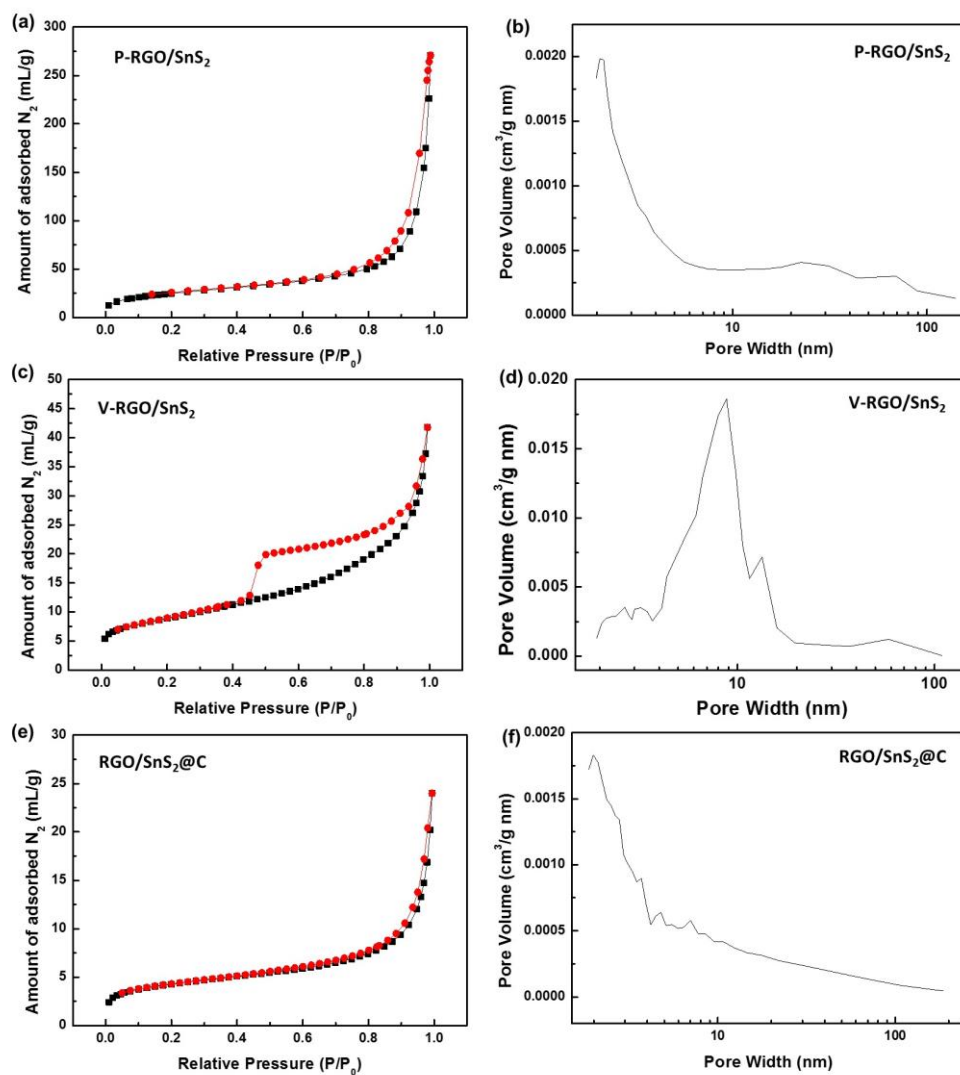 (a)
P-RGO/SnS2
300
250
200
150
100
50
0
Amount of adsorbed N2 (mL/g)
0.0 0.2 0.4 0.6 0.8 1.0
Relative Pressure (P/P0)
(b)
P-RGO/SnS2
0.0020
0.0015
0.0010
0.0005
0.0000
Pore Volume (cm3/g nm)
10 100
Pore Width (nm)
(c)
V-RGO/SnS2
50
45
40
35
30
25
20
15
10
5
0
Amount of adsorbed N2 (mL/g)
0.0 0.2 0.4 0.6 0.8 1.0
Relative Pressure (P/P0)
(d)
V-RGO/SnS2
0.020
0.015
0.010
0.005
0.000
Pore Volume (cm3/g nm)
10 100
Pore Width (nm)
(e)
RGO/SnS2@C
30
25
20
15
10
5
0
Amount of adsorbed N2 (mL/g)
0.0 0.2 0.4 0.6 0.8 1.0
Relative Pressure (P/P0)
(f)
RGO/SnS2@C
0.0020
0.0015
0.0010
0.0005
0.0000
Pore Volume (cm3/g nm)
10 100
Pore Width (nm)